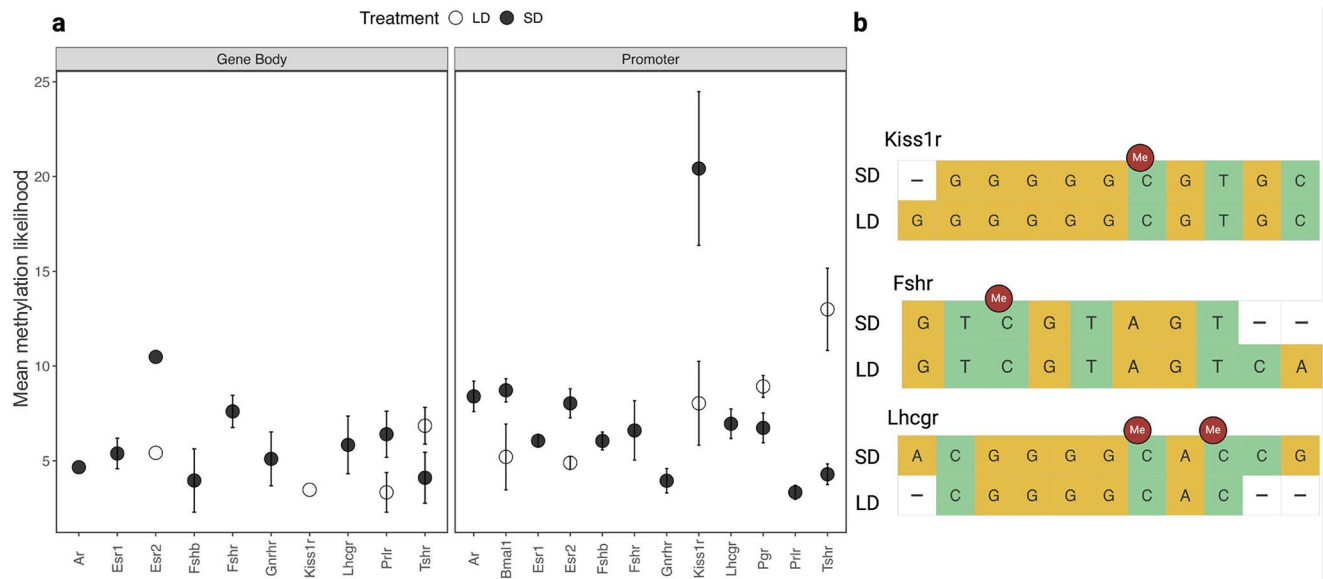 a
Treatment LD SD
b
Gene Body
Promoter
Mean methylation likelihood
25
20
15
10
5
Ar
Esr1
Esr2
Fshb
Fshr
Gnrhr
Kiss1r
Lhcgr
Prlr
Tshr
Ar
Bmal1
Esr1
Esr2
Fshb
Fshr
Gnrhr
Kiss1r
Lhcgr
Pgr
Prlr
Tshr
Kiss1r
Me
SD – G G G G G C G T G C
LD G G G G G G C G T G C
Fshr
Me
SD G T C G T A G T – –
LD G T C G T A G T C A
Lhcgr
Me Me
SD A C G G G G C A C C G
LD – C G G G G C A C – –